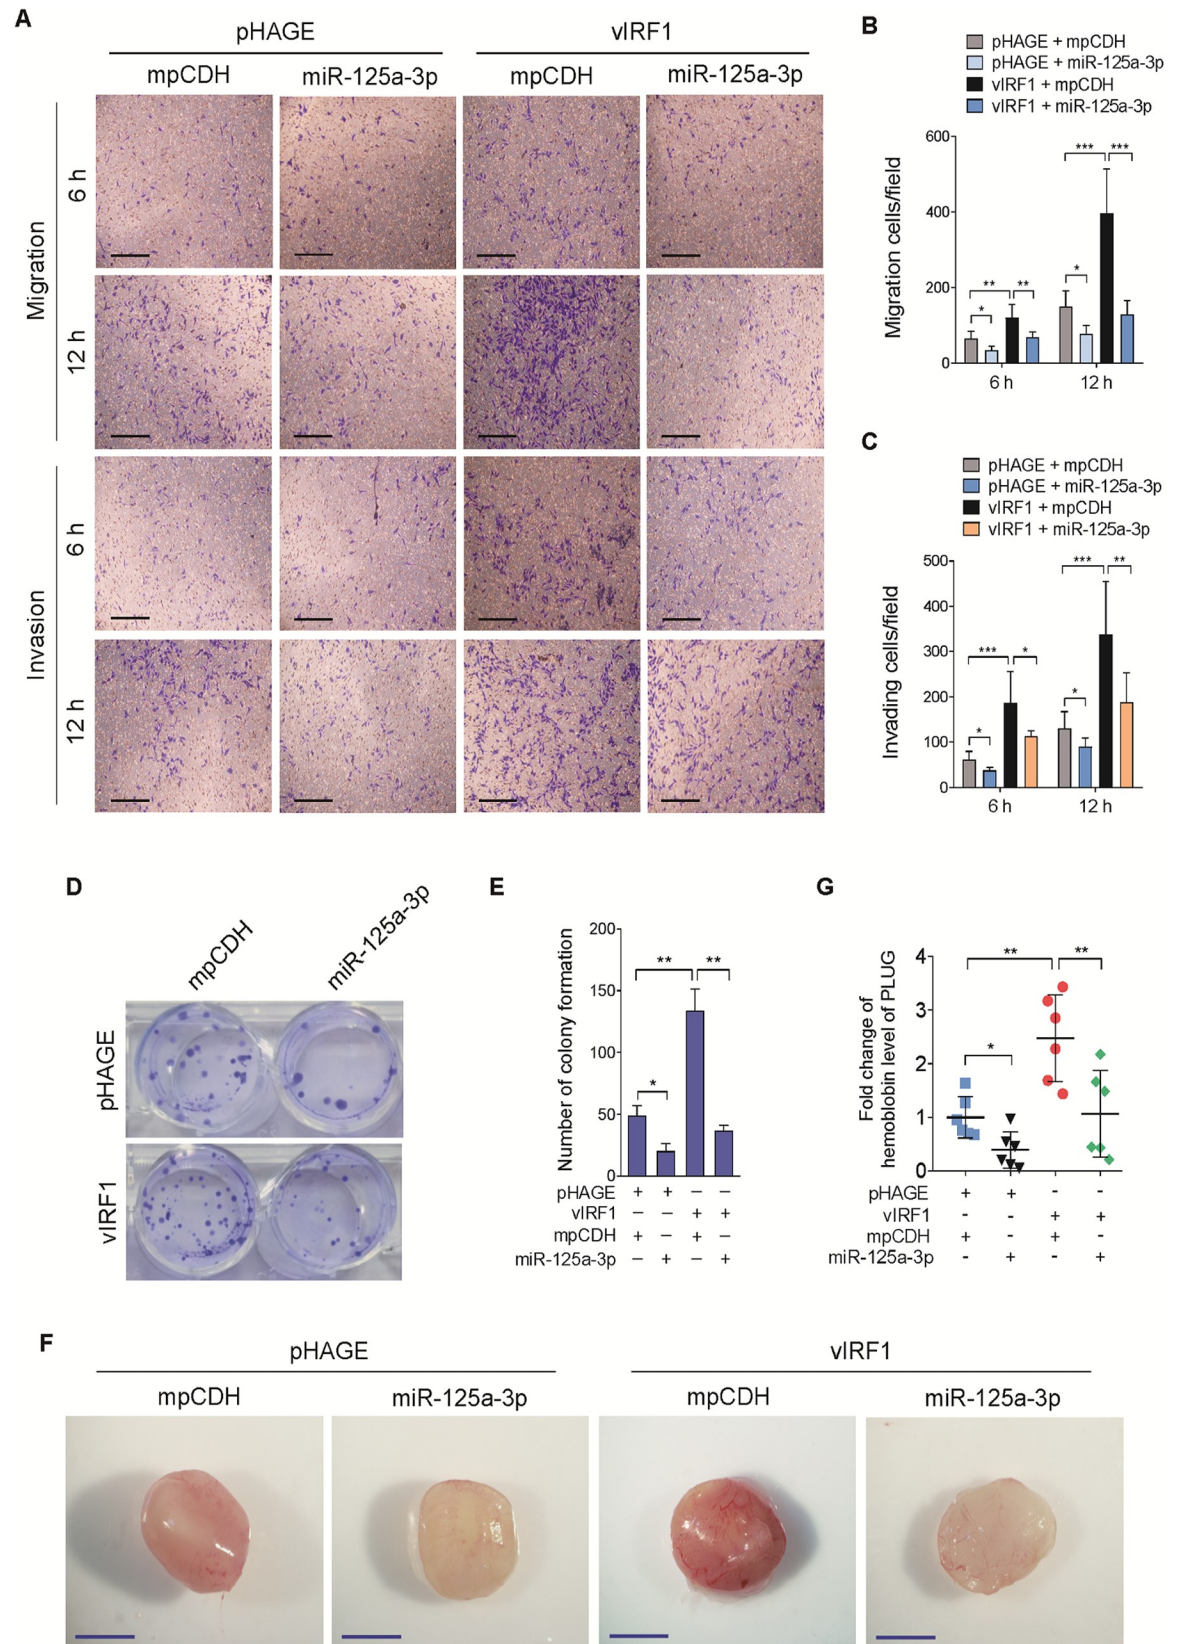 A
pHAGE
vIRF1
mpCDH
miR-125a-3p
mpCDH
miR-125a-3p
Migration
6 h
12 h
Invasion
6 h
12 h
B
pHAGE + mpCDH
pHAGE + miR-125a-3p
vIRF1 + mpCDH
vIRF1 + miR-125a-3p
Migration cells/field
600
400
200
0
*** ***
*
** **
*
6 h
12 h
C
pHAGE + mpCDH
pHAGE + miR-125a-3p
vIRF1 + mpCDH
vIRF1 + miR-125a-3p
Invading cells/field
500
400
300
200
100
0
*** **
*** *
*
*
6 h
12 h
D
mpCDH
miR-125a-3p
pHAGE
vIRF1
E
Number of colony formation
200
150
100
50
0
** **
*
pHAGE + + − −
vIRF1 − − + +
mpCDH + − + −
miR-125a-3p − + − +
G
Fold change of
hemoblobin level of PLUG
4
3
2
1
0
** **
*
pHAGE + + - -
vIRF1 - - + +
mpCDH + - + -
miR-125a-3p - + - +
F
pHAGE
vIRF1
mpCDH
miR-125a-3p
mpCDH
miR-125a-3p